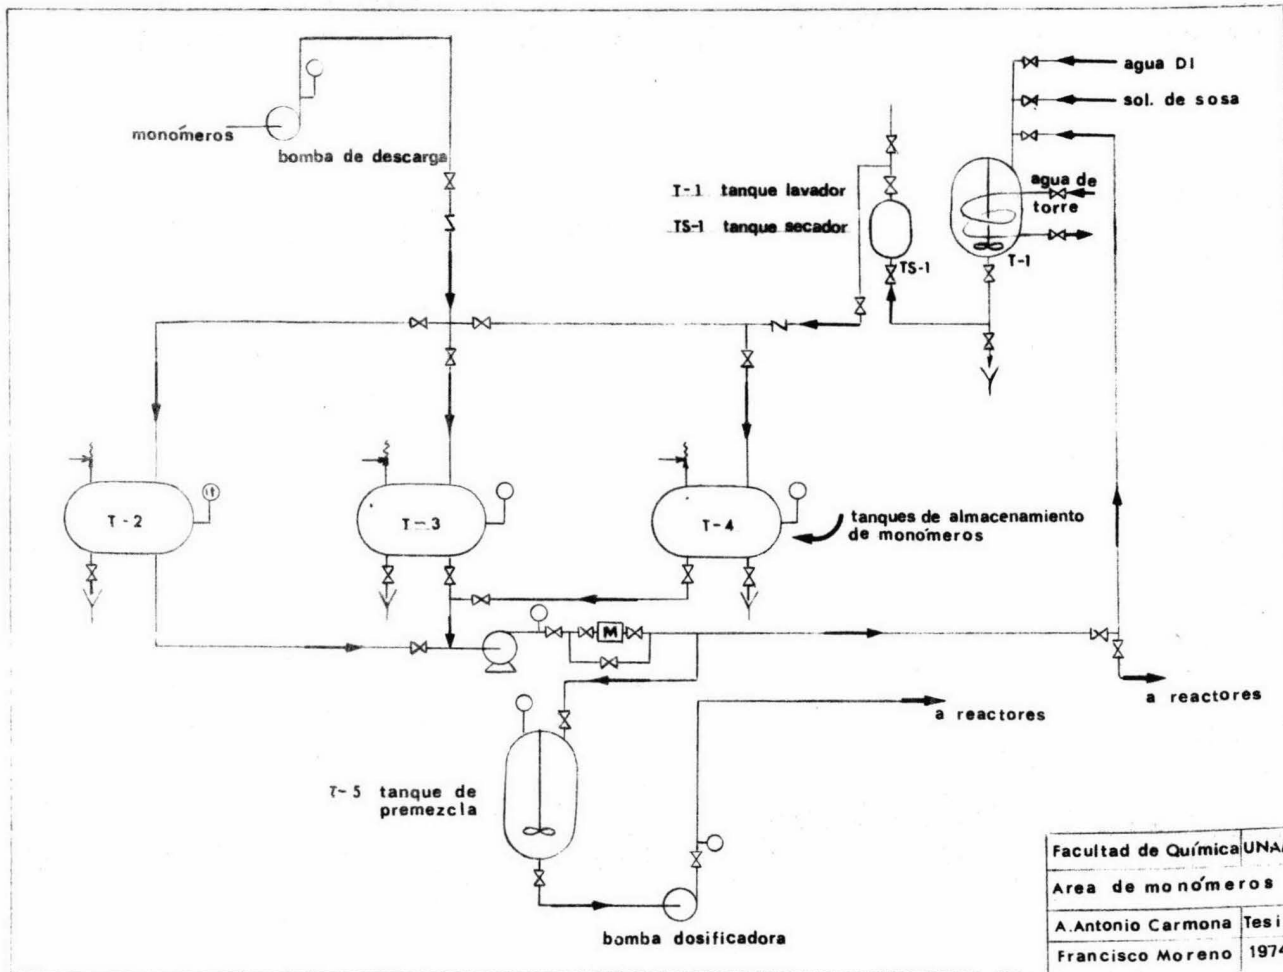 agua DI
sol. de sosa
monómeros
bomba de descarga
T-1 tanque lavador
TS-1 tanque secador
agua de
torre
TS-1
T-1
T-2
T-3
T-4
tanques de almacenamiento
de monómeros
M
a reactores
a reactores
T-5 tanque de
premezcla
bomba dosificadora
Facultad de Química
Area de monómeros
A. Antonio Carmona
Francisco Moreno
1974